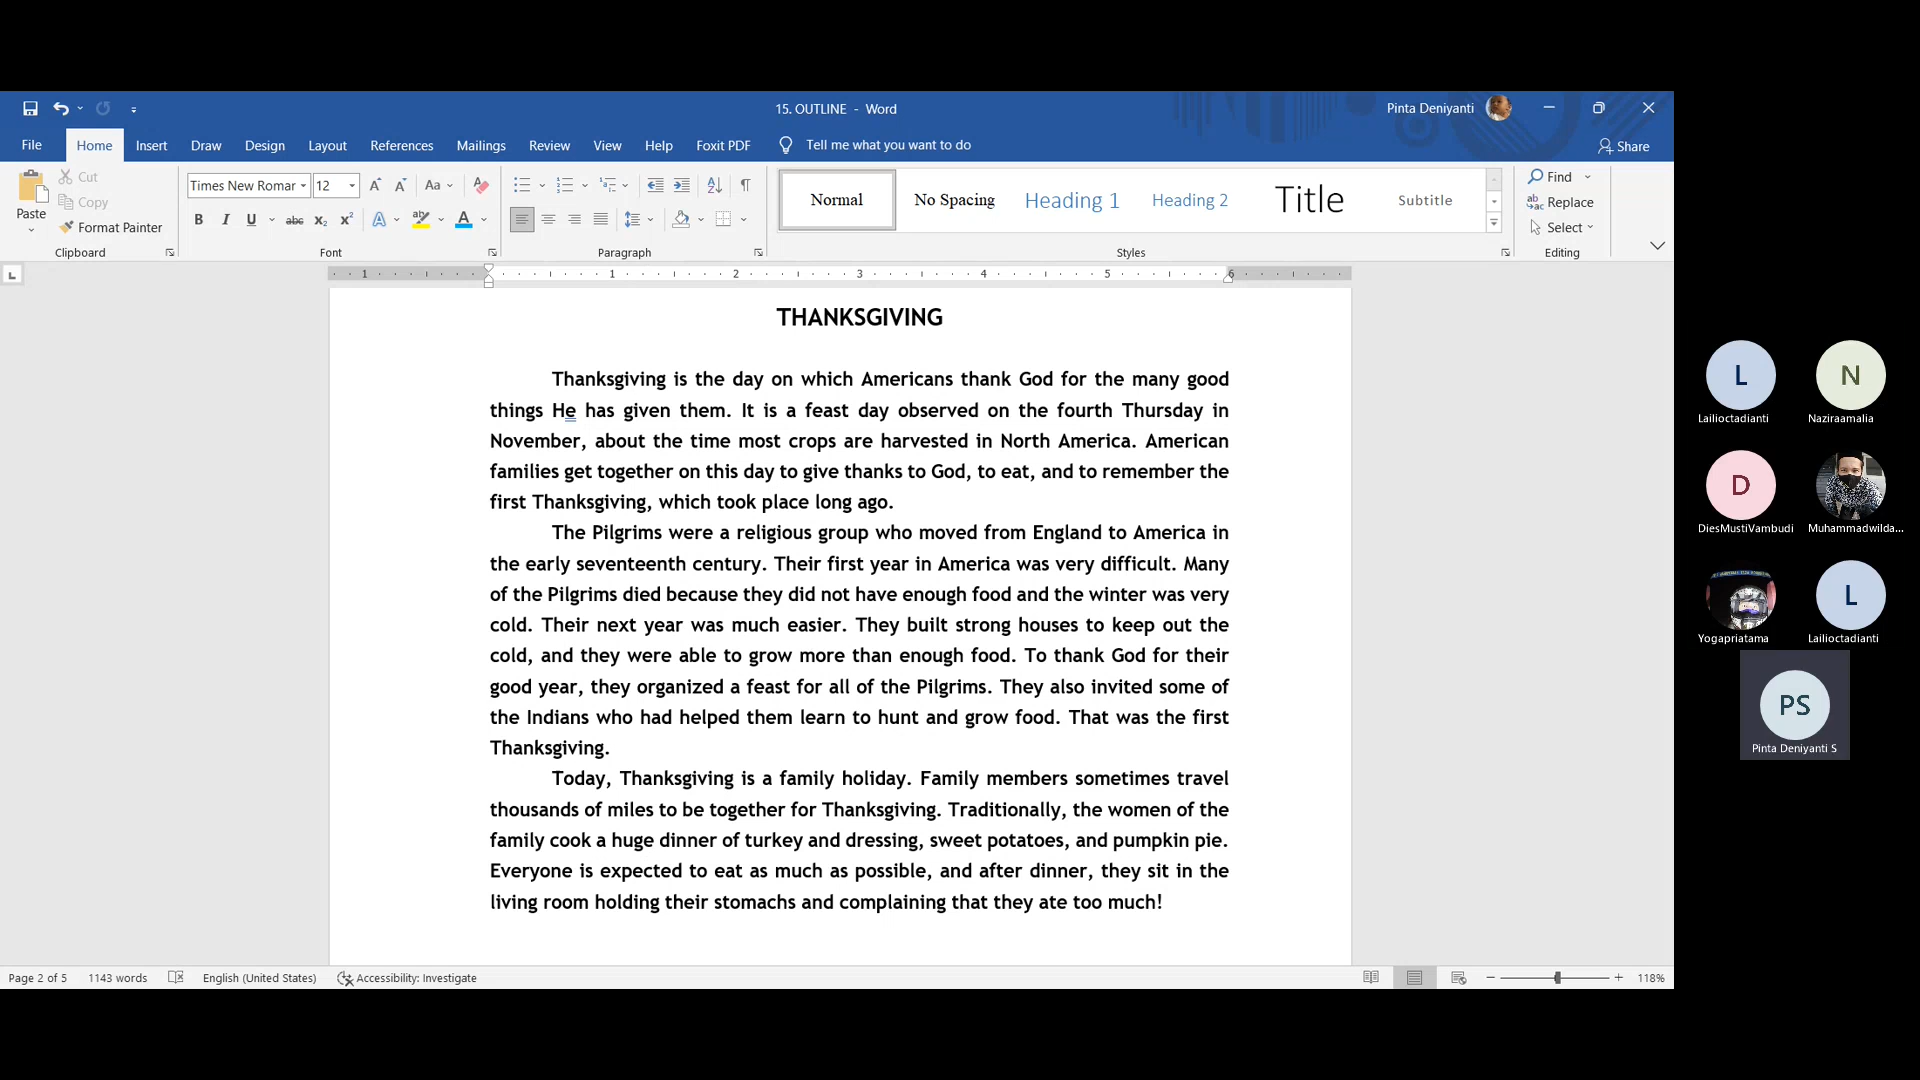 15. OUTLINE - Word
Pinta Deniyanti
File Home Insert Draw Design Layout References Mailings Review View Help Foxit PDF Tell me what you want to do Share
Paste
Cut
Copy
Format Painter
Clipboard
Times New Romar 12
Font
Paragraph
Normal No Spacing Heading 1 Heading 2 Title Subtitle
Styles
Find
Replace
Select
Editing
1 1 2 3 4 5 6
THANKSGIVING
Thanksgiving is the day on which Americans thank God for the many good
things He has given them. It is a feast day observed on the fourth Thursday in
November, about the time most crops are harvested in North America. American
families get together on this day to give thanks to God, to eat, and to remember the
first Thanksgiving, which took place long ago.
The Pilgrims were a religious group who moved from England to America in
the early seventeenth century. Their first year in America was very difficult. Many
of the Pilgrims died because they did not have enough food and the winter was very
cold. Their next year was much easier. They built strong houses to keep out the
cold, and they were able to grow more than enough food. To thank God for their
good year, they organized a feast for all of the Pilgrims. They also invited some of
the Indians who had helped them learn to hunt and grow food. That was the first
Thanksgiving.
Today, Thanksgiving is a family holiday. Family members sometimes travel
thousands of miles to be together for Thanksgiving. Traditionally, the women of the
family cook a huge dinner of turkey and dressing, sweet potatoes, and pumpkin pie.
Everyone is expected to eat as much as possible, and after dinner, they sit in the
living room holding their stomachs and complaining that they ate too much!
Page 2 of 5 1143 words English (United States) Accessibility: Investigate 118%
L N
Lailioctadianti Naziraamalia
D
DiesMustiVambudi Muhammadwilda...
L
Yogapriatama Lailioctadianti
PS
Pinta Deniyanti S